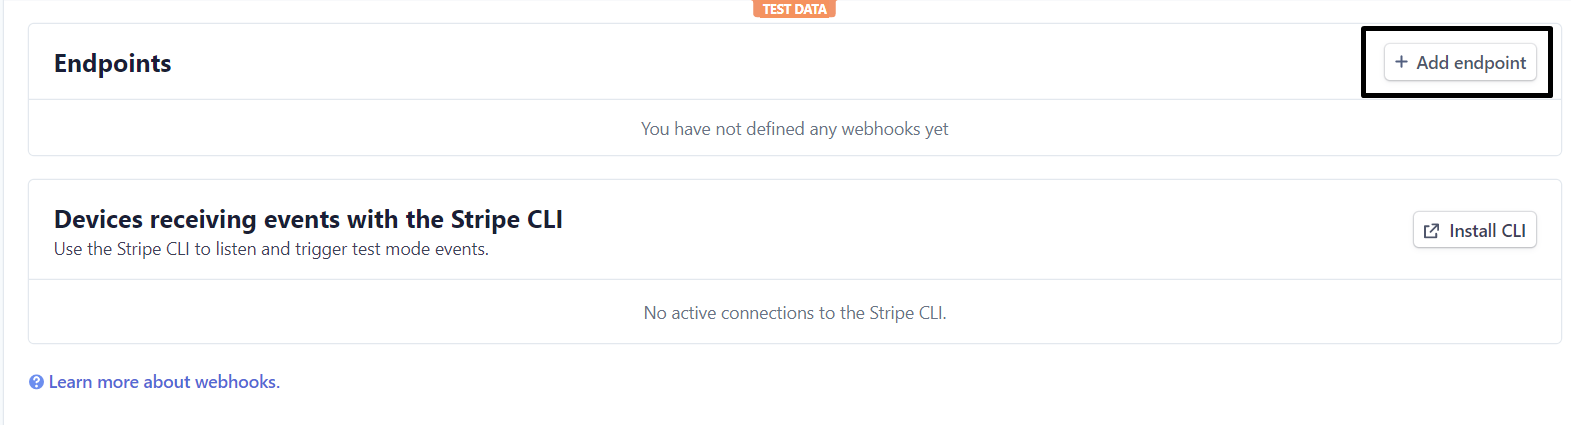 TEST DATA
Endpoints
+ Add endpoint
You have not defined any webhooks yet
Devices receiving events with the Stripe CLI
Use the Stripe CLI to listen and trigger test mode events.
Install CLI
No active connections to the Stripe CLI.
? Learn more about webhooks.